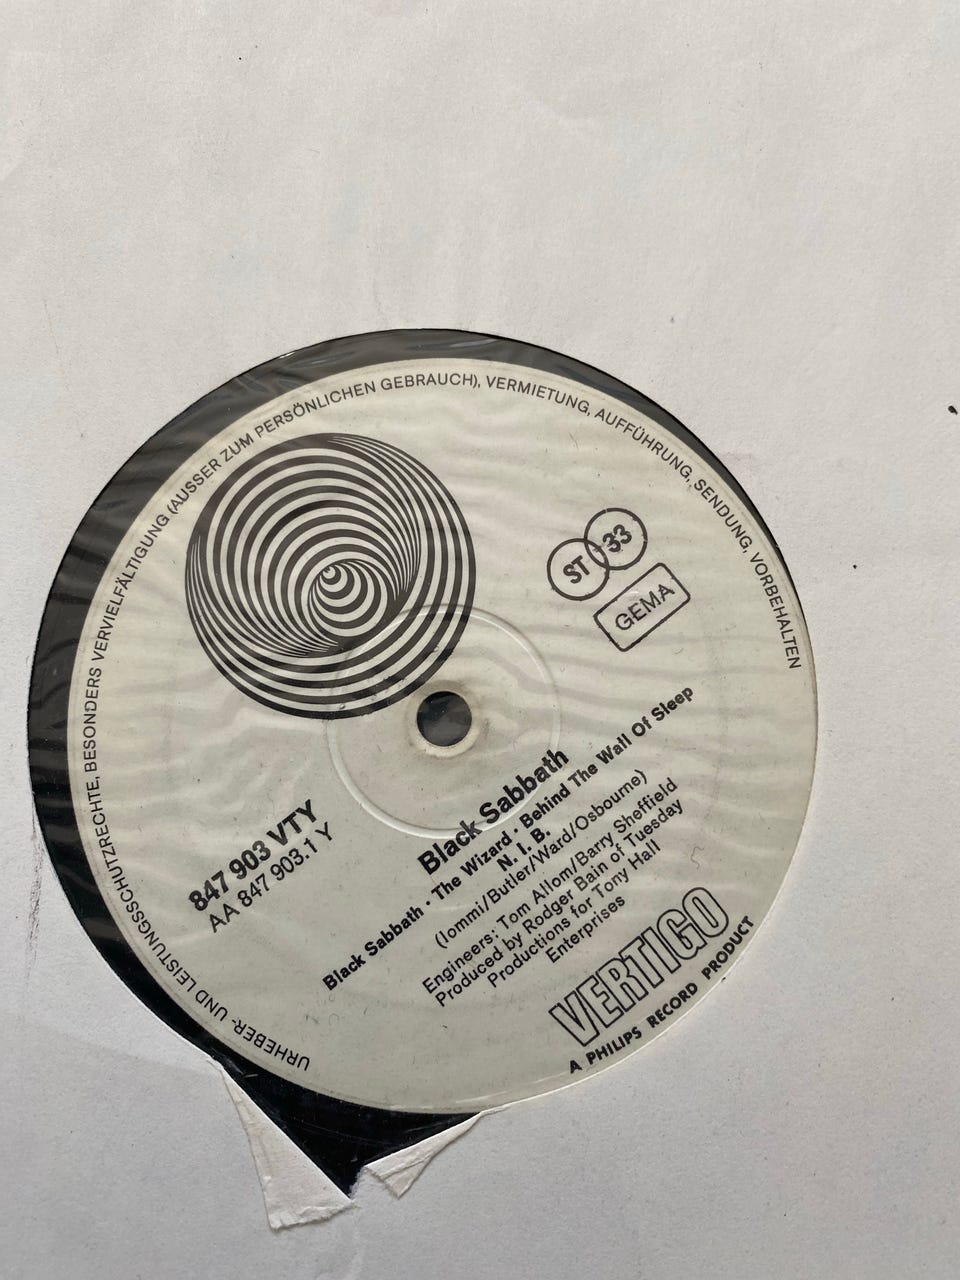 URHEBER- UND LEISTUNGSSCHUTZRECHTE, BESONDERS VERVIELFÄLTIGUNG (AUSSER ZUM PERSÖNLICHEN GEBRAUCH), VERMIETUNG, AUFFÜHRUNG, SENDUNG, VORBEHALTEN
ST 33
GEMA
847 903 VTY
AA 847 903.1 Y
Black Sabbath
Black Sabbath · The Wizard · Behind The Wall Of Sleep
N. I. B.
(Iommi/Butler/Ward/Osbourne)
Engineers: Tom Allom/Barry Sheffield
Produced by Rodger Bain of Tuesday
Productions for Tony Hall
Enterprises
VERTIGO
A PHILIPS RECORD PRODUCT